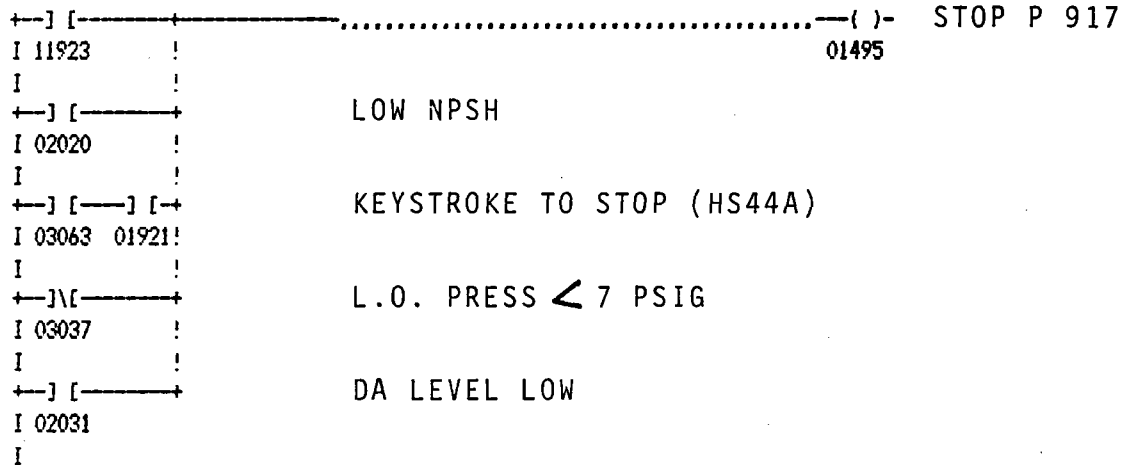 +--] [--------+----------------......................................---( )- STOP P 917
I 11923 ! 01495
I !
+--] [--------+ LOW NPSH
I 02020 !
I !
+--] [----] [-+ KEYSTROKE TO STOP (HS44A)
I 03063 01921!
I !
+--]\[--------+ L.O. PRESS < 7 PSIG
I 03037 !
I !
+--] [--------+ DA LEVEL LOW
I 02031
I